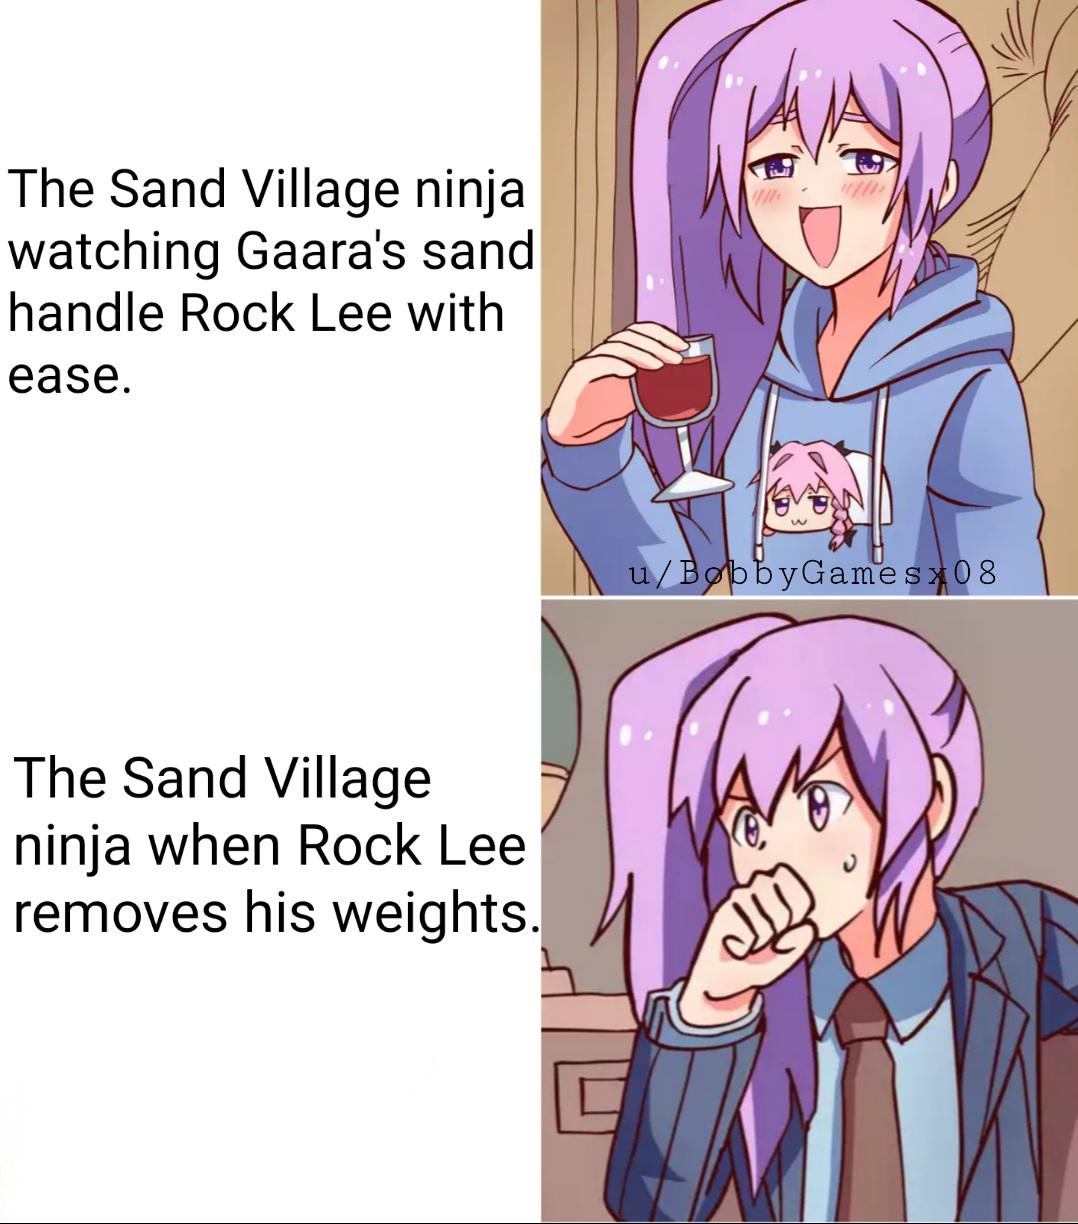 The Sand Village ninja
watching Gaara's sand
handle Rock Lee with
ease.
u/BobbyGamesx08
The Sand Village
ninja when Rock Lee
removes his weights.